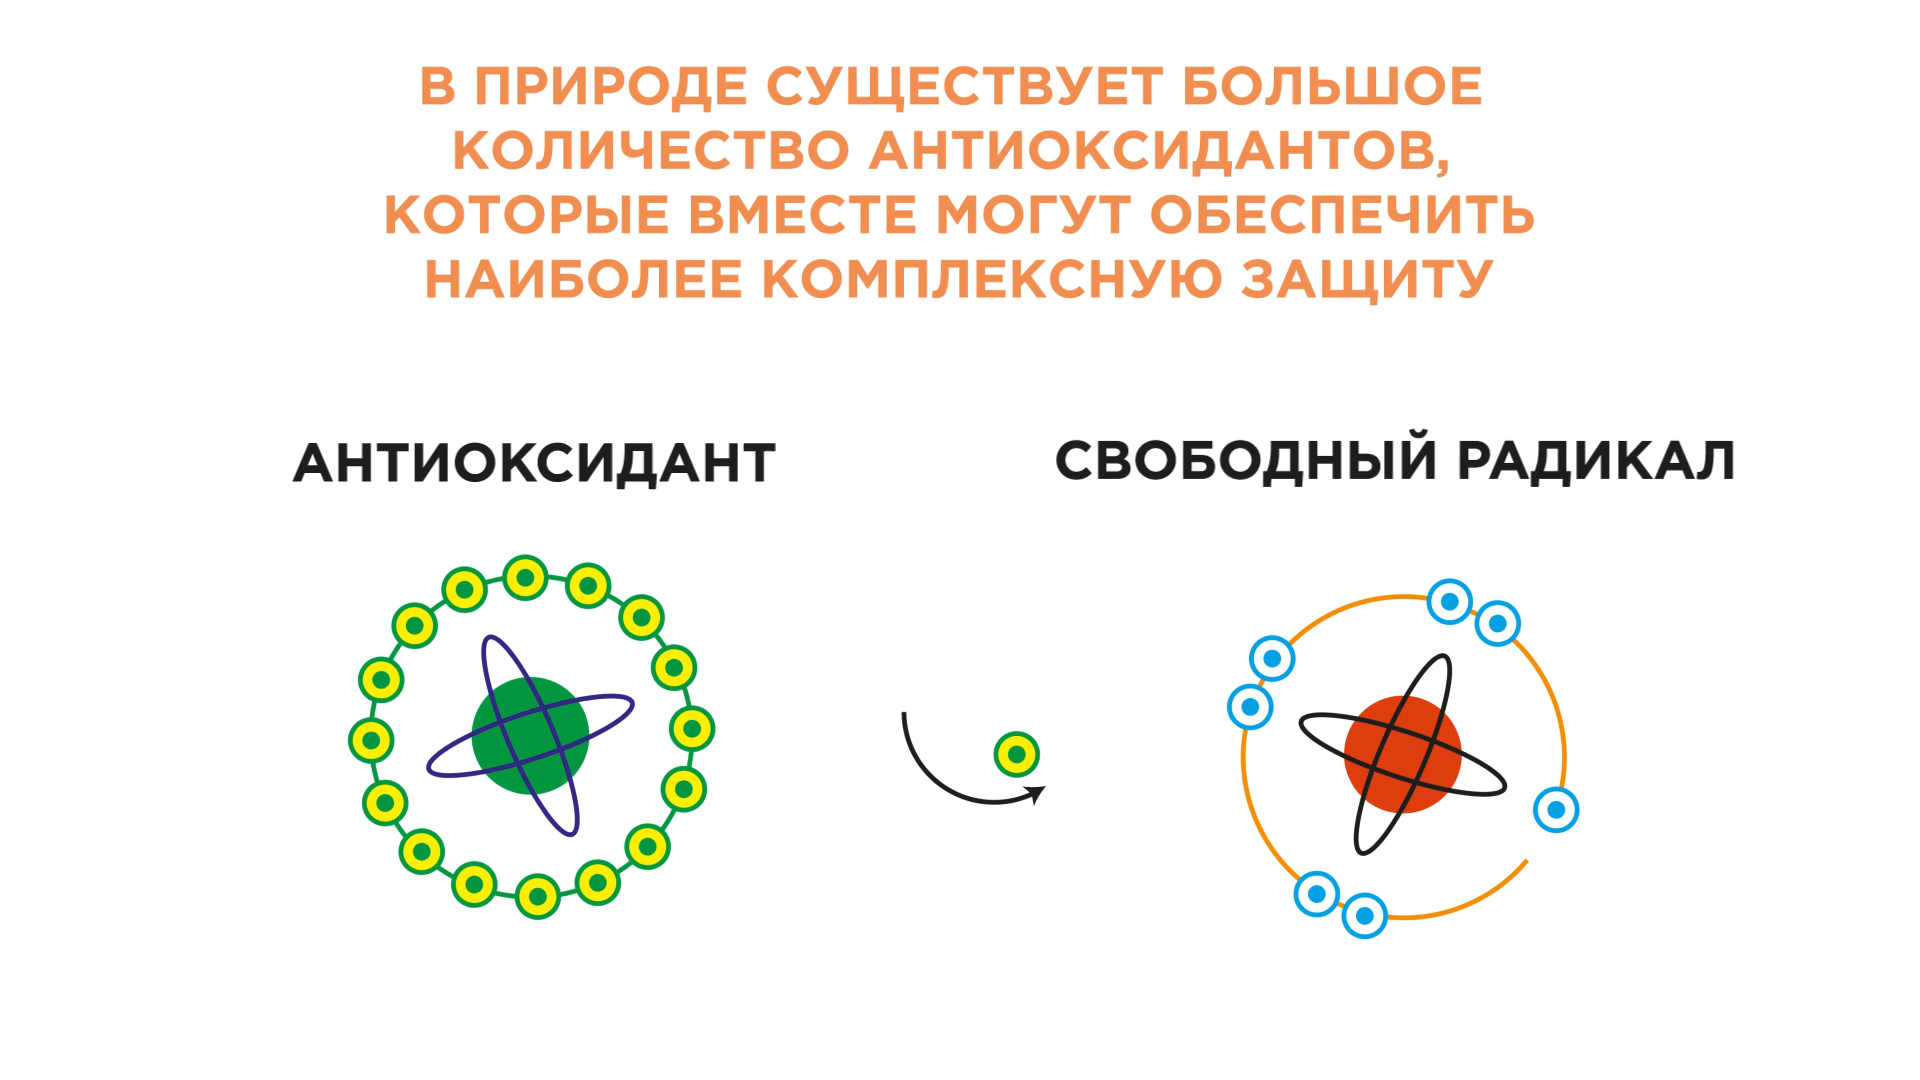 В ПРИРОДЕ СУЩЕСТВУЕТ БОЛЬШОЕ
КОЛИЧЕСТВО АНТИОКСИДАНТОВ,
КОТОРЫЕ ВМЕСТЕ МОГУТ ОБЕСПЕЧИТЬ
НАИБОЛЕЕ КОМПЛЕКСНУЮ ЗАЩИТУ
АНТИОКСИДАНТ
СВОБОДНЫЙ РАДИКАЛ